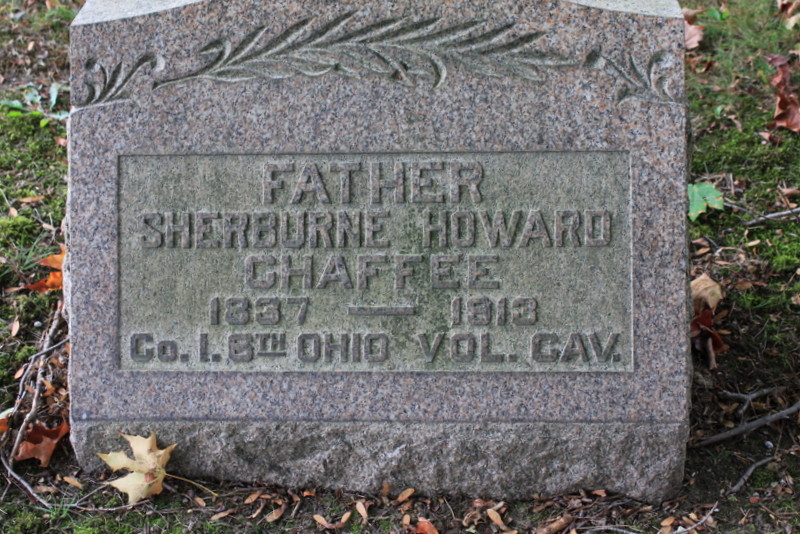 FATHER
SHERBURNE HOWARD
CHAFFEE
1837 — 1913
Co. I. 6TH OHIO VOL. CAV.